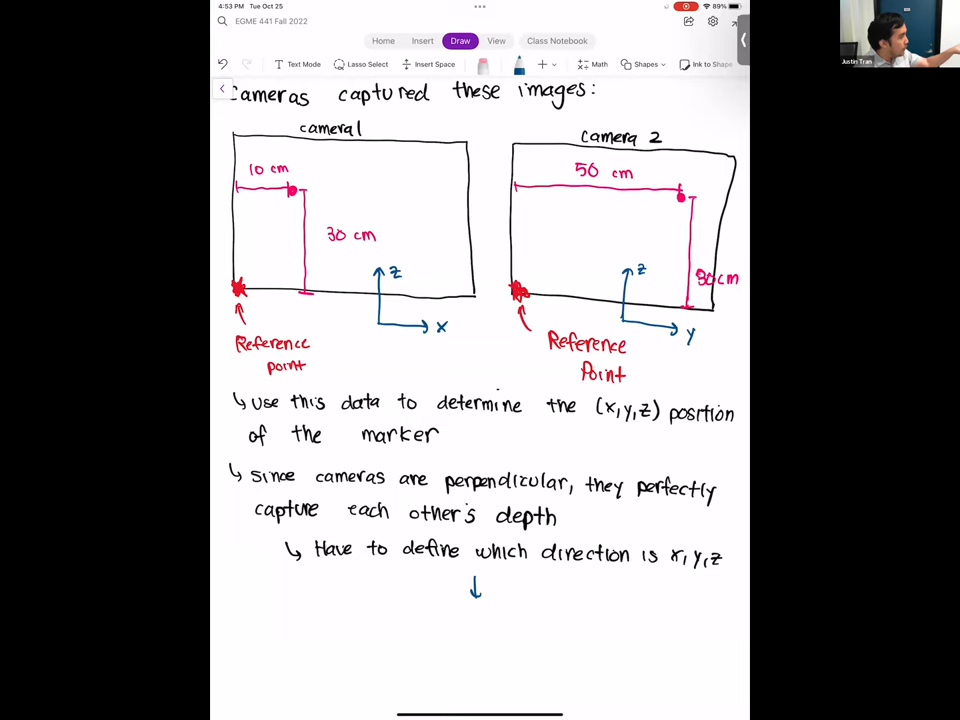 4:53 PM Tue Oct 25
89%
EGME 441 Fall 2022
Home Insert Draw View Class Notebook
Text Mode Lasso Select Insert Space Math Shapes Ink to Shape
Justin Tran
Cameras captured these images:
camera 1
camera 2
10 cm
50 cm
30 cm
30cm
z
x
z
y
Reference
point
Reference
Point
Use this data to determine the (x,y,z) position
of the marker
Since cameras are perpendicular, they perfectly
capture each other's depth
Have to define which direction is x,y,z